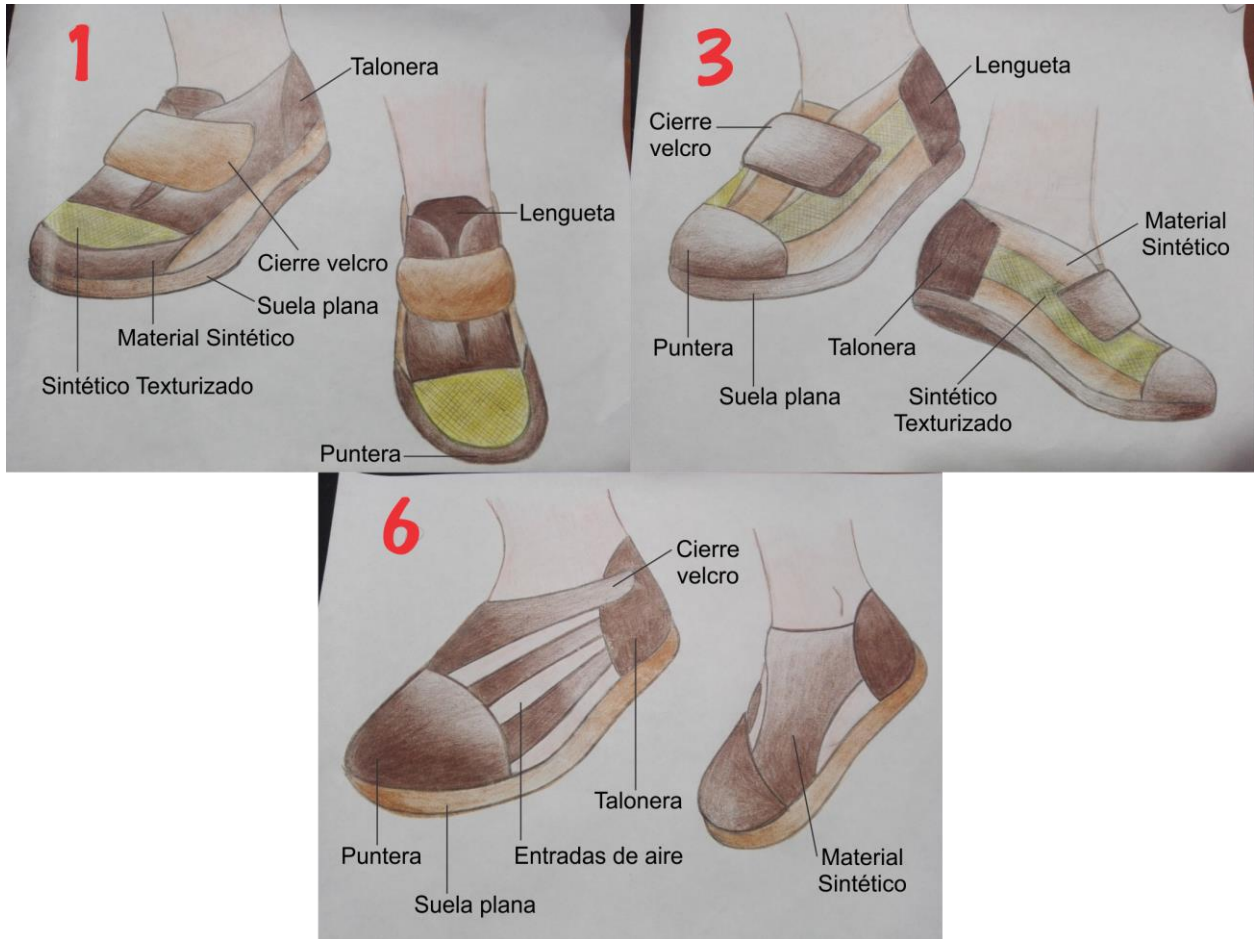 1
Talonera
Lengueta
Cierre velcro
Suela plana
Material Sintético
Sintético Texturizado
Puntera
3
Lengueta
Cierre
velcro
Material
Sintético
Puntera
Talonera
Suela plana
Sintético
Texturizado
6
Cierre
velcro
Talonera
Puntera
Entradas de aire
Material
Sintético
Suela plana